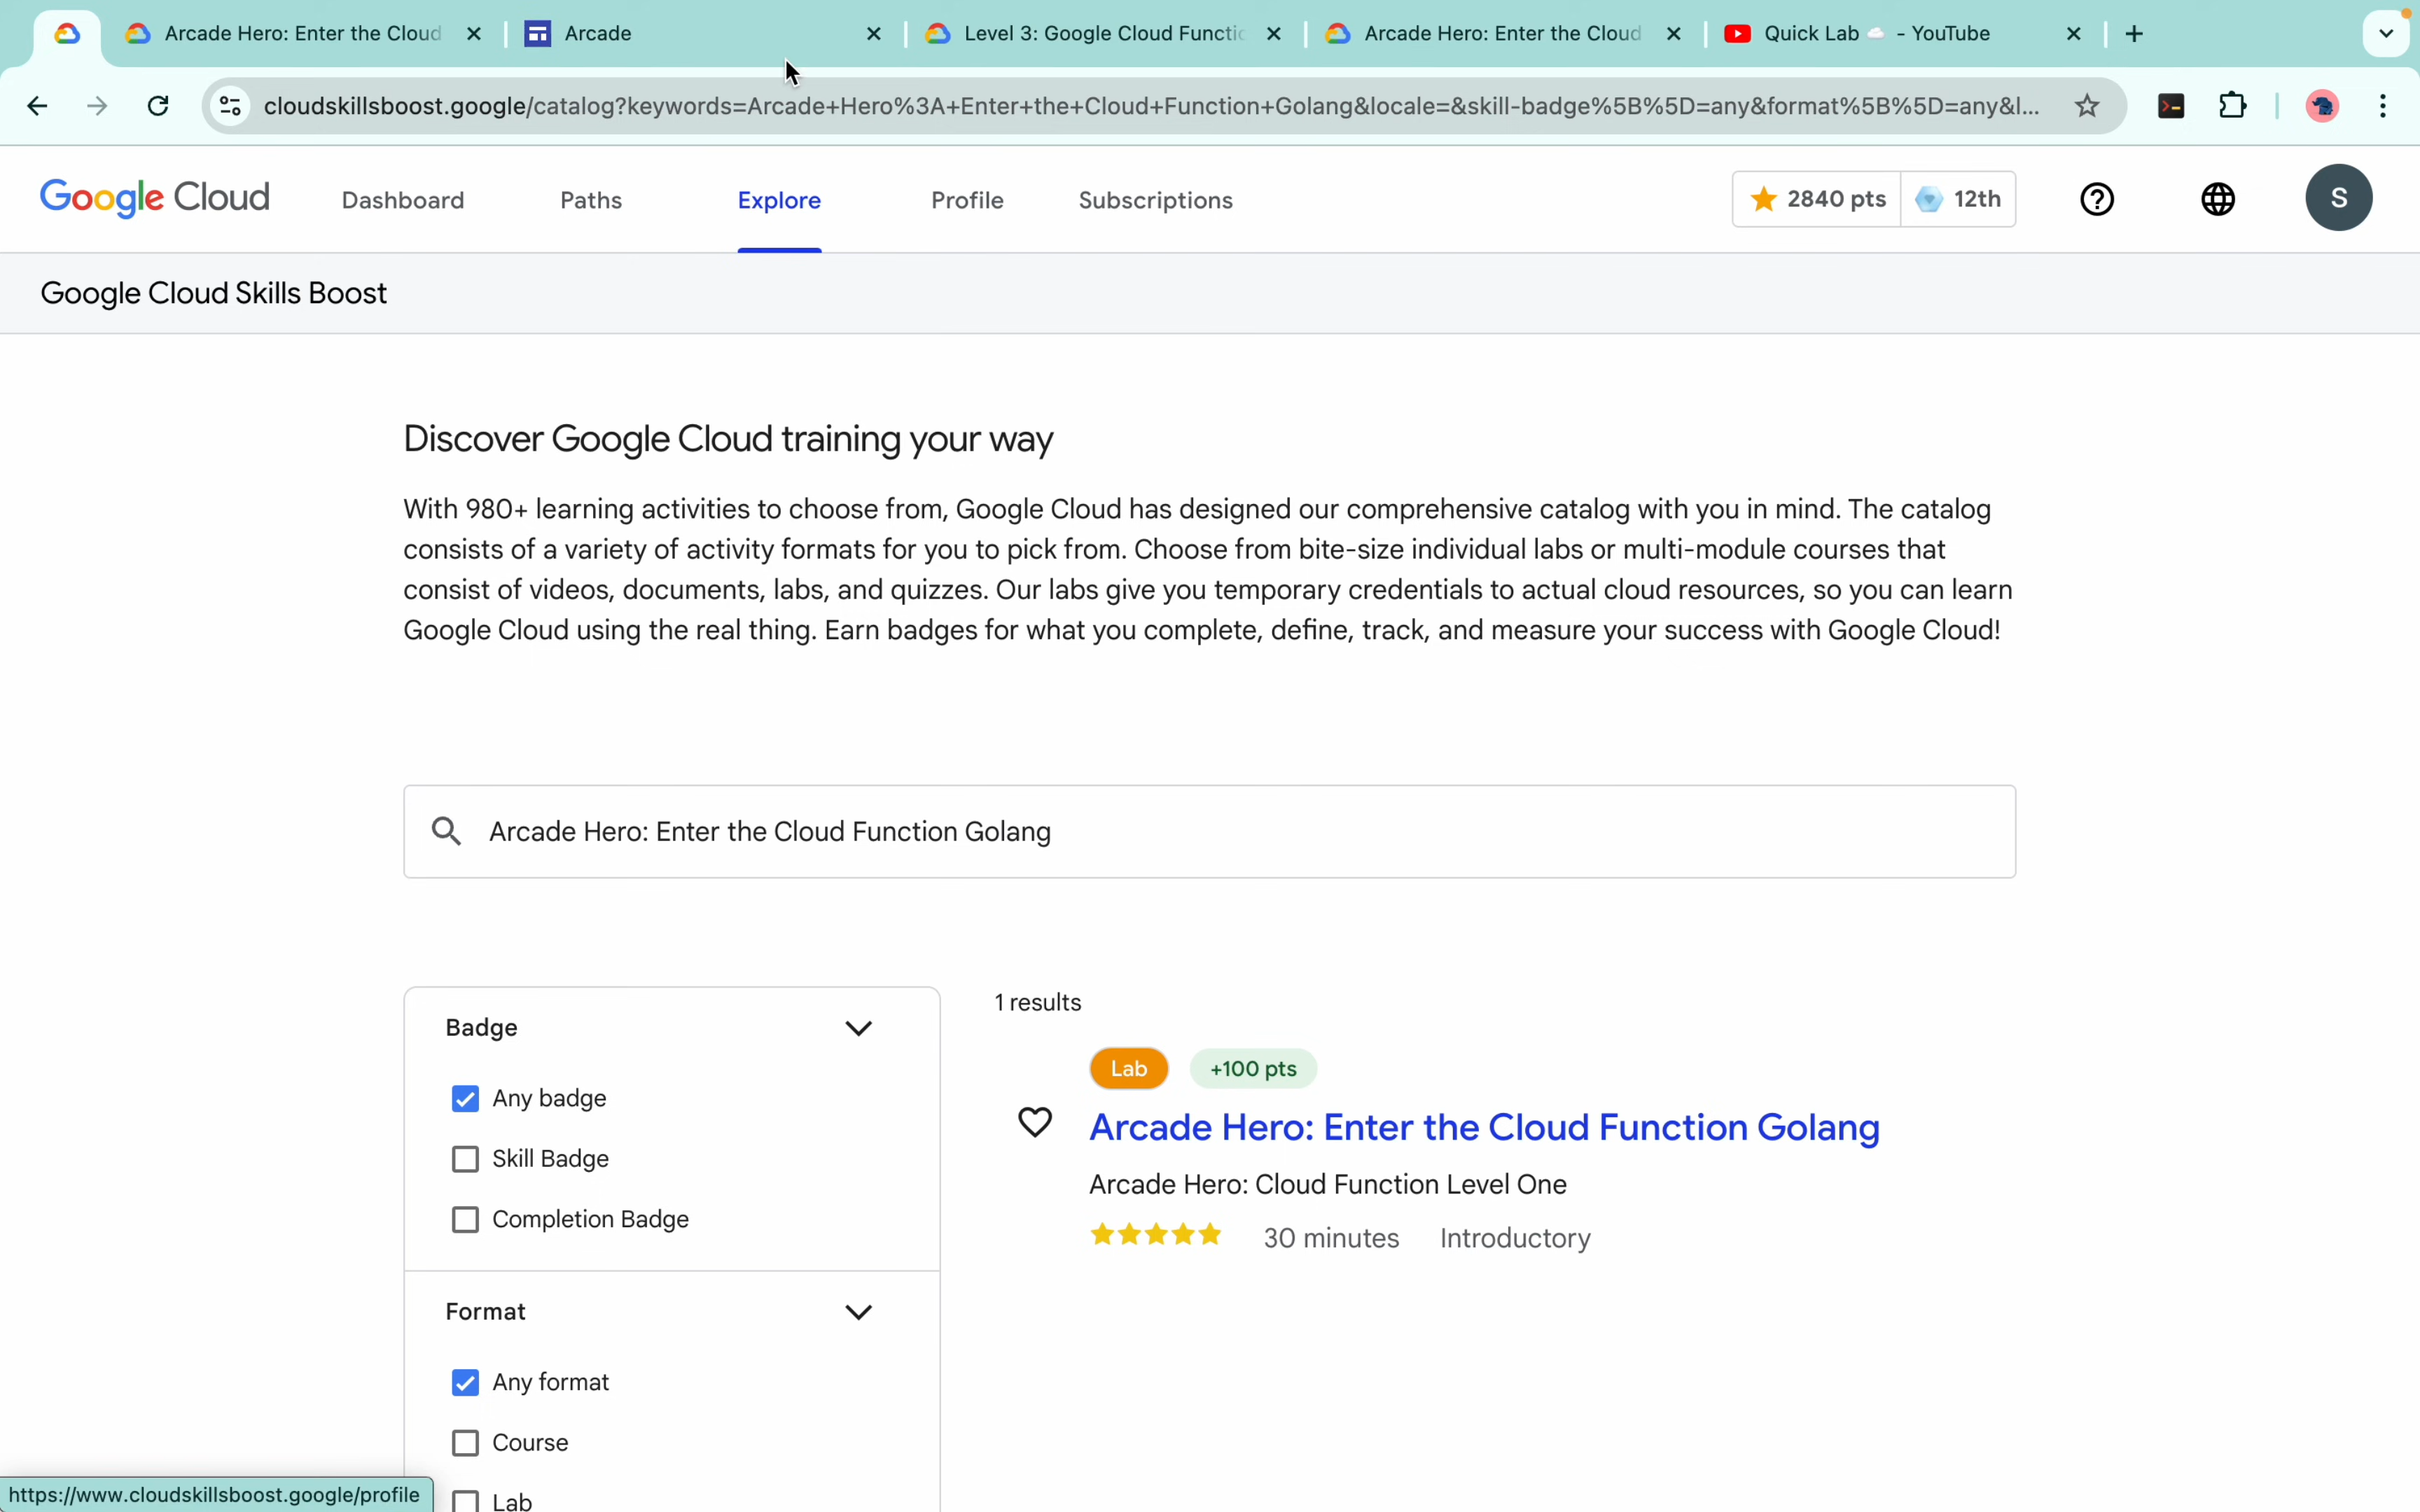 Arcade Hero: Enter the Cloud
Arcade
Level 3: Google Cloud Functi
Arcade Hero: Enter the Cloud
Quick Lab ☁️ - YouTube
cloudskillsboost.google/catalog?keywords=Arcade+Hero%3A+Enter+the+Cloud+Function+Golang&locale=&skill-badge%5B%5D=any&format%5B%5D=any&l...
Google Cloud
Dashboard
Paths
Explore
Profile
Subscriptions
2840 pts
12th
S
Google Cloud Skills Boost
Discover Google Cloud training your way
With 980+ learning activities to choose from, Google Cloud has designed our comprehensive catalog with you in mind. The catalog
consists of a variety of activity formats for you to pick from. Choose from bite-size individual labs or multi-module courses that
consist of videos, documents, labs, and quizzes. Our labs give you temporary credentials to actual cloud resources, so you can learn
Google Cloud using the real thing. Earn badges for what you complete, define, track, and measure your success with Google Cloud!
Arcade Hero: Enter the Cloud Function Golang
Badge
Any badge
Skill Badge
Completion Badge
Format
Any format
Course
Lab
1 results
Lab
+100 pts
Arcade Hero: Enter the Cloud Function Golang
Arcade Hero: Cloud Function Level One
30 minutes
Introductory
https://www.cloudskillsboost.google/profile